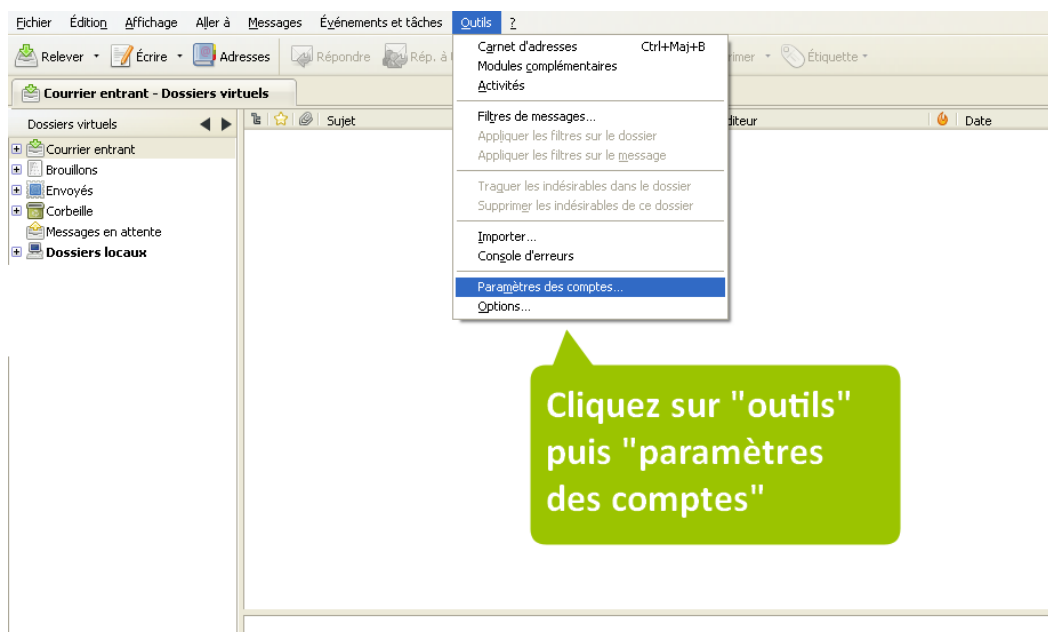 Fichier Édition Affichage Aller à Messages Événements et tâches Outils ?
Relever Écrire Adresses Répondre Rép. à Étiquette
Courrier entrant - Dossiers virtuels
Dossiers virtuels
Sujet
Date
Courrier entrant
Brouillons
Envoyés
Corbeille
Messages en attente
Dossiers locaux
Carnet d'adresses Ctrl+Maj+B
Modules complémentaires
Activités
Filtres de messages...
Appliquer les filtres sur le dossier
Appliquer les filtres sur le message
Traquer les indésirables dans le dossier
Supprimer les indésirables de ce dossier
Importer...
Console d'erreurs
Paramètres des comptes...
Options...
Cliquez sur "outils"
puis "paramètres
des comptes"